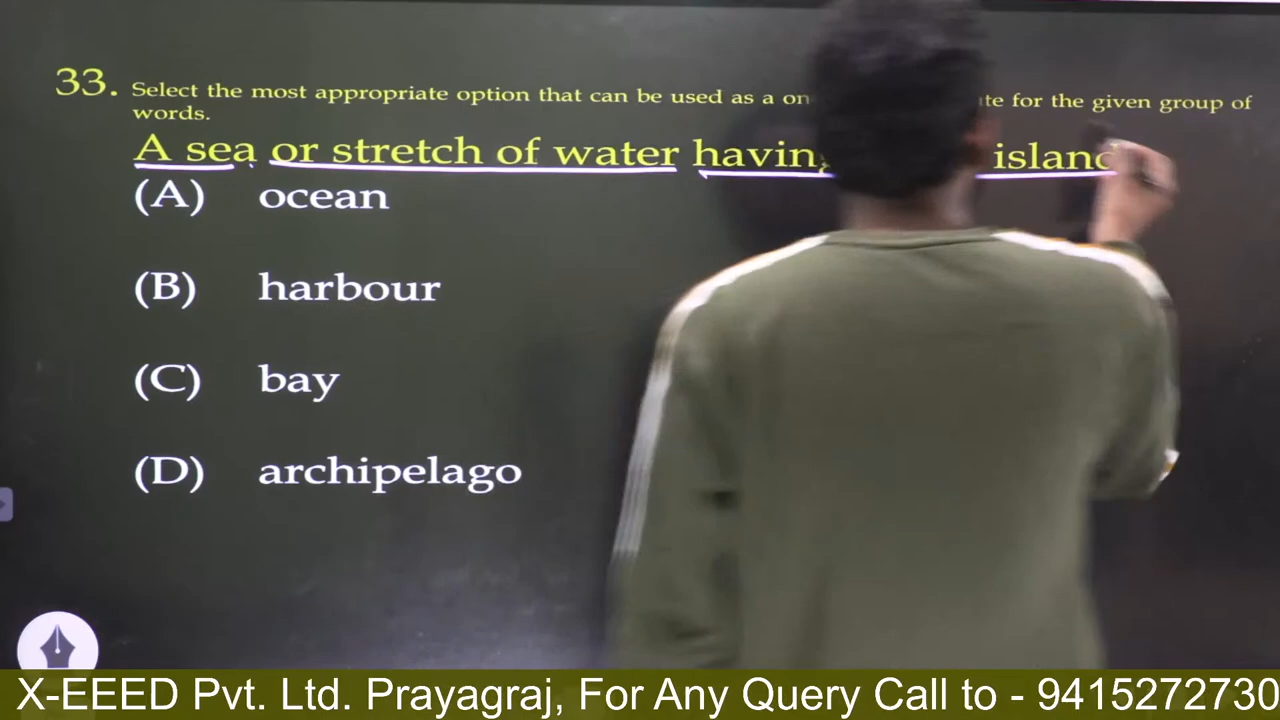 33. Select the most appropriate option that can be used as a on te for the given group of
words.
A sea or stretch of water having island
(A) ocean
(B) harbour
(C) bay
(D) archipelago
X-EEED Pvt. Ltd. Prayagraj, For Any Query Call to - 9415272730